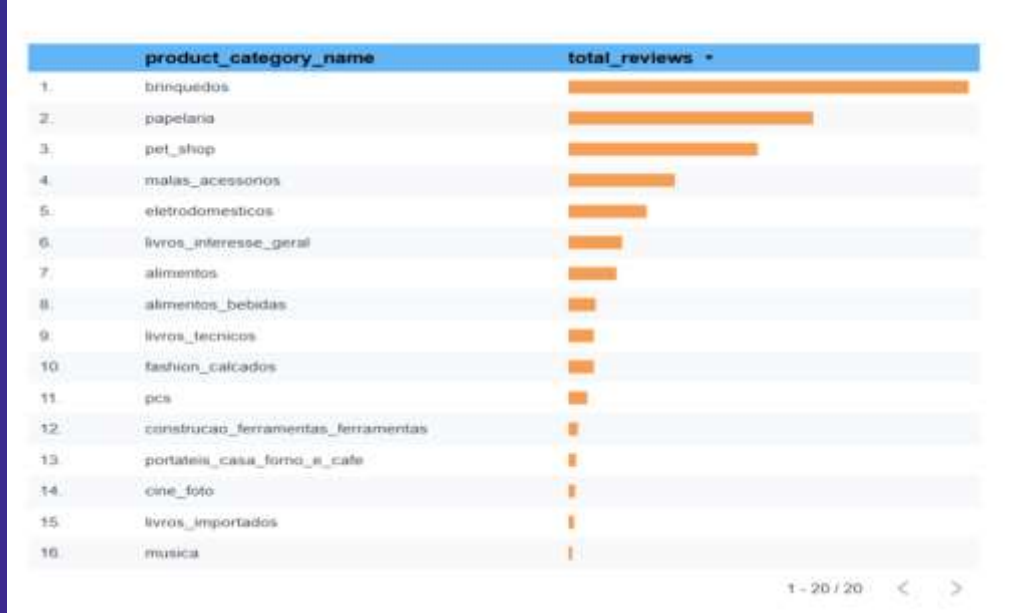 product_category_name total_reviews
1. brinquedos
2. papelaria
3. pet_shop
4. malas_acessorios
5. eletrodomesticos
6. livros_interesse_geral
7. alimentos
8. alimentos_bebidas
9. livros_tecnicos
10. fashion_calcados
11. pcs
12. construcao_ferramentas_ferramentas
13. portateis_casa_forno_e_cafe
14. cine_foto
15. livros_importados
16. musica
1 - 20 / 20 < >